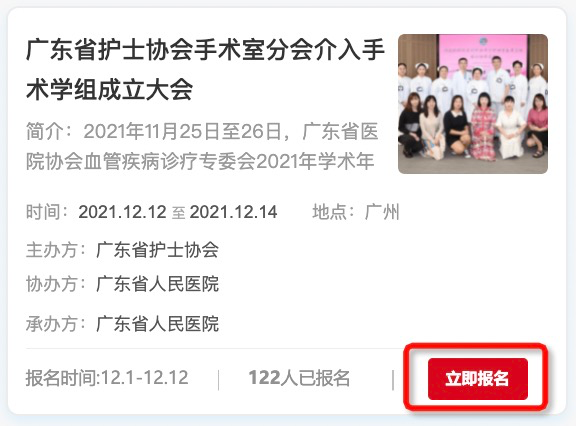 广东省护士协会手术室分会介入手
术学组成立大会
简介：2021年11月25日至26日，广东省医
院协会血管疾病诊疗专委会2021年学术年
时间：2021.12.12 至 2021.12.14 地点：广州
主办方：广东省护士协会
协办方：广东省人民医院
承办方：广东省人民医院
报名时间:12.1-12.12 122人已报名 立即报名